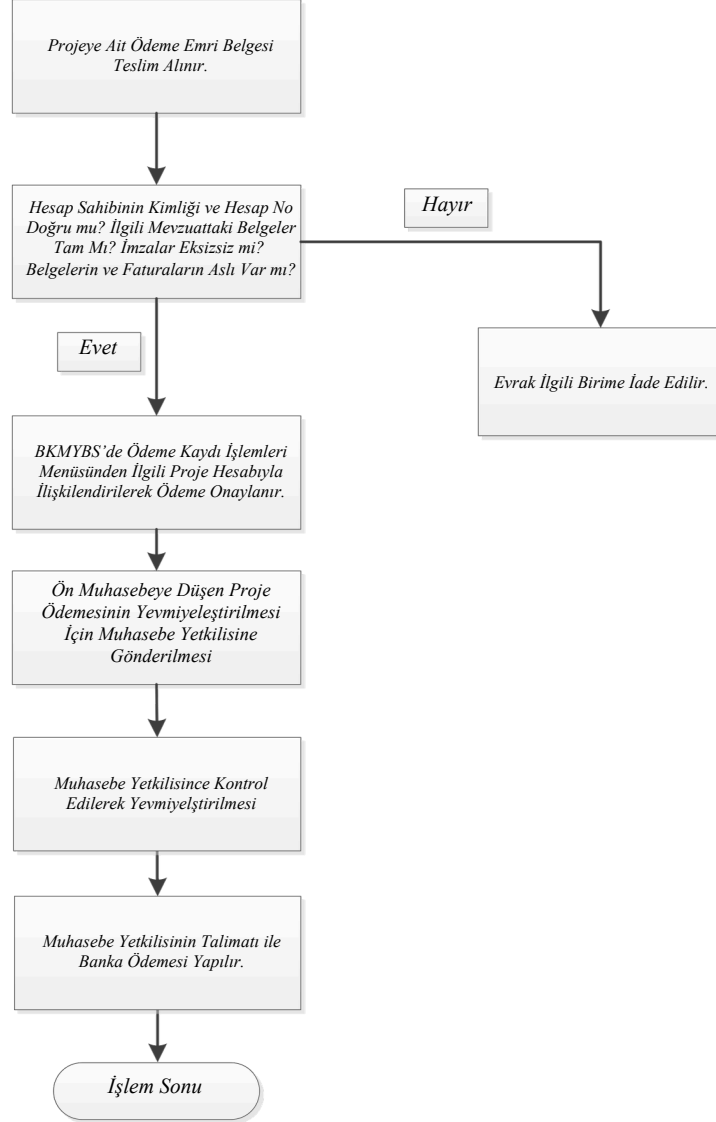 Projeye Ait Ödeme Emri Belgesi
Teslim Alınır.
Hesap Sahibinin Kimliği ve Hesap No
Doğru mu? İlgili Mevzuattaki Belgeler
Tam Mı? İmzalar Eksizsiz mi?
Belgelerin ve Faturaların Aslı Var mı?
Hayır
Evet
Evrak İlgili Birime İade Edilir.
BKMYBS’de Ödeme Kaydı İşlemleri
Menüsünden İlgili Proje Hesabıyla
İlişkilendirilerek Ödeme Onaylanır.
Ön Muhasebeye Düşen Proje
Ödemesinin Yevmiyeleştirilmesi
İçin Muhasebe Yetkilisine
Gönderilmesi
Muhasebe Yetkilisince Kontrol
Edilerek Yevmiyelştirilmesi
Muhasebe Yetkilisinin Talimatı ile
Banka Ödemesi Yapılır.
İşlem Sonu